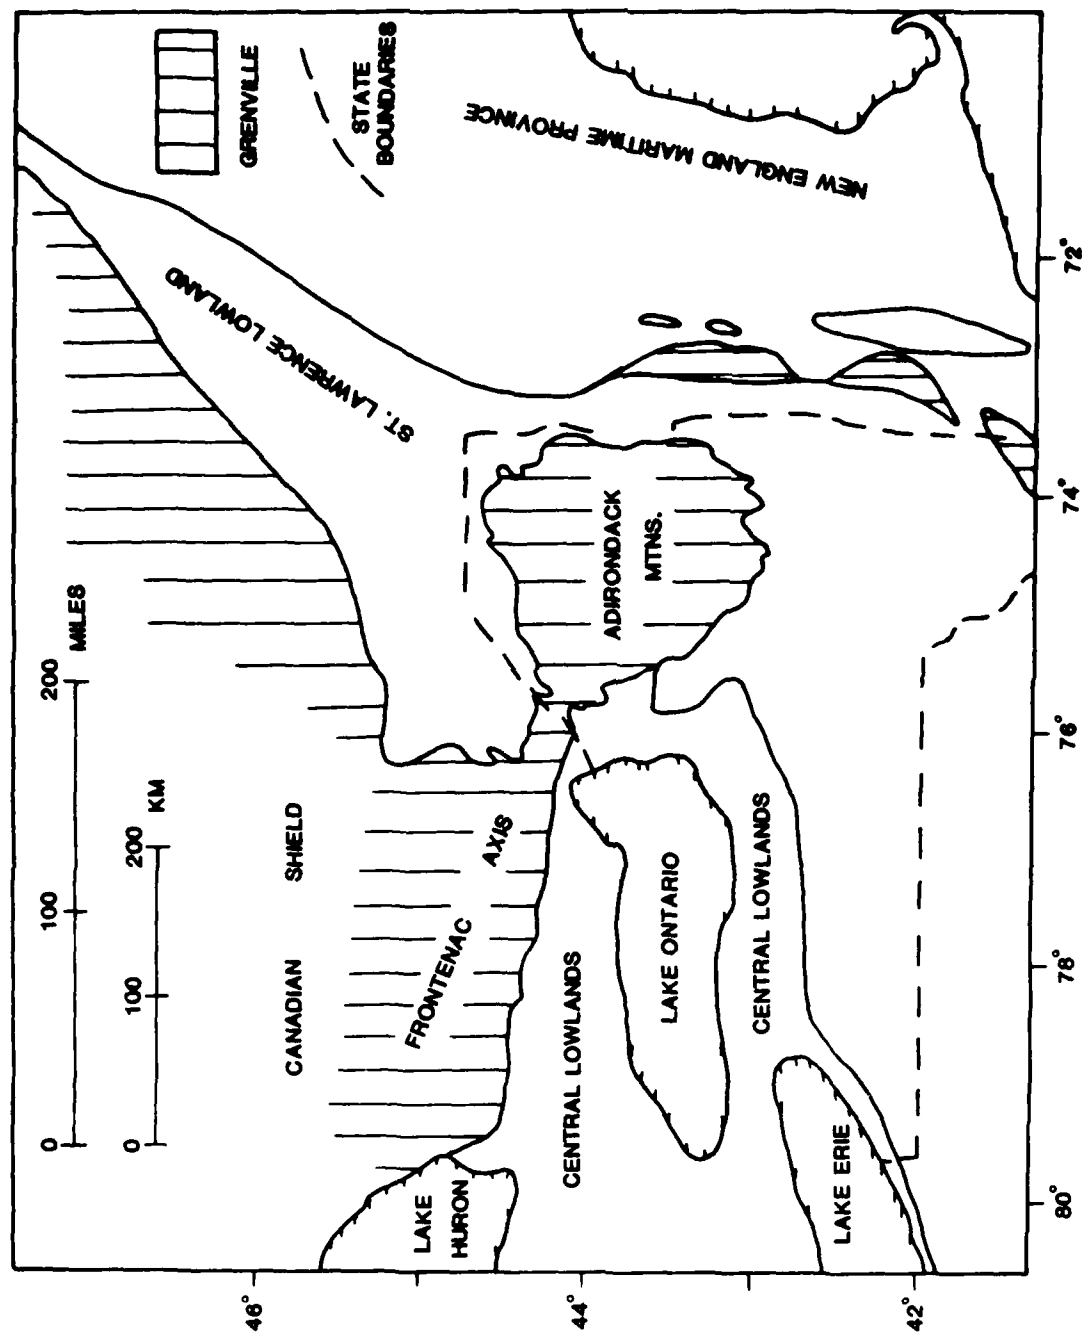 0 100 200 MILES
0 100 200 KM
GRENVILLE
STATE
BOUNDARIES
CANADIAN SHIELD
ST. LAWRENCE LOWLAND
NEW ENGLAND MARITIME PROVINCE
FRONTENAC AXIS
LAKE
HURON
ADIRONDACK
MTNS.
CENTRAL LOWLANDS
LAKE ONTARIO
CENTRAL LOWLANDS
LAKE ERIE
46°
44°
42°
80° 78° 76° 74° 72°